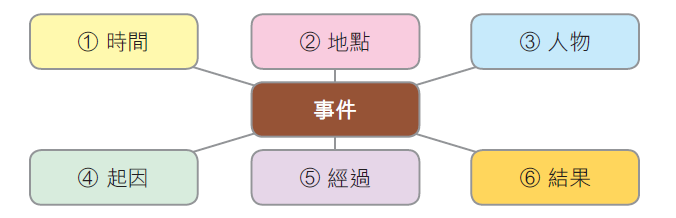 ① 時間
② 地點
③ 人物
事件
④ 起因
⑤ 經過
⑥ 結果